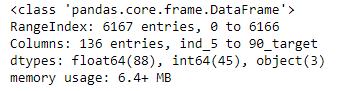 <class 'pandas.core.frame.DataFrame'>
RangeIndex: 6167 entries, 0 to 6166
Columns: 136 entries, ind_5 to 90_target
dtypes: float64(88), int64(45), object(3)
memory usage: 6.4+ MB